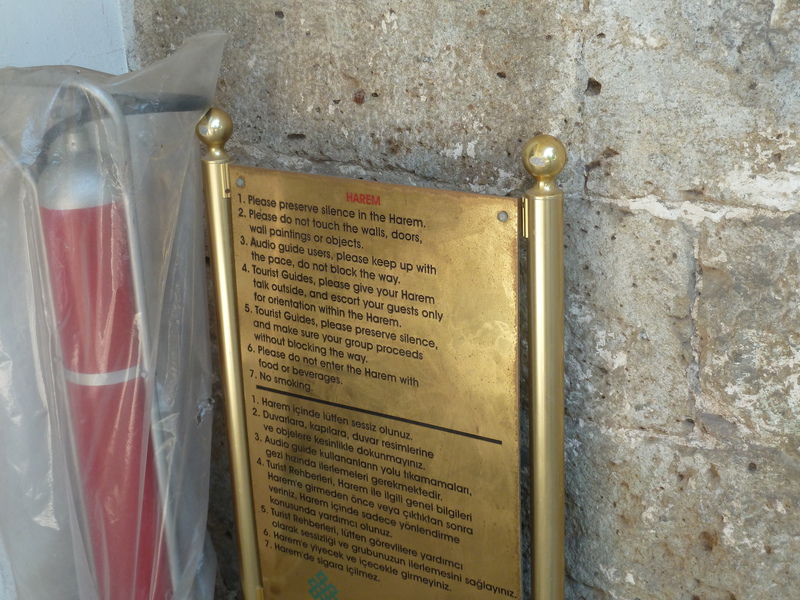 HAREM
1. Please preserve silence in the Harem.
2. Please do not touch the walls, doors,
wall paintings or objects.
3. Audio guide users, please keep up with
the pace, do not block the way.
4. Tourist Guides, please give your Harem
talk outside, and escort your guests only
for orientation within the Harem.
5. Tourist Guides, please preserve silence,
and make sure your group proceeds
without blocking the way.
6. Please do not enter the Harem with
food or beverages.
7. No smoking.
1. Harem içinde lütfen sessiz olunuz.
2. Duvarlara, kapılara, duvar resimlerine
ve objelere kesinlikle dokunmayınız.
3. Audio guide kullananların yolu tıkamamaları,
gezi hızında ilerlemeleri gerekmektedir.
4. Turist Rehberleri, Harem ile ilgili genel bilgileri
Harem'e girmeden önce veya çıktıktan sonra
veriniz, Harem içinde sadece yönlendirme
konusunda yardımcı olunuz.
5. Turist Rehberleri, lütfen görevlilere yardımcı
olarak sessizliği ve grubunuzun ilerlemesini sağlayınız.
6. Harem'e yiyecek ve içecekle girmeyiniz.
7. Harem'de sigara içilmez.